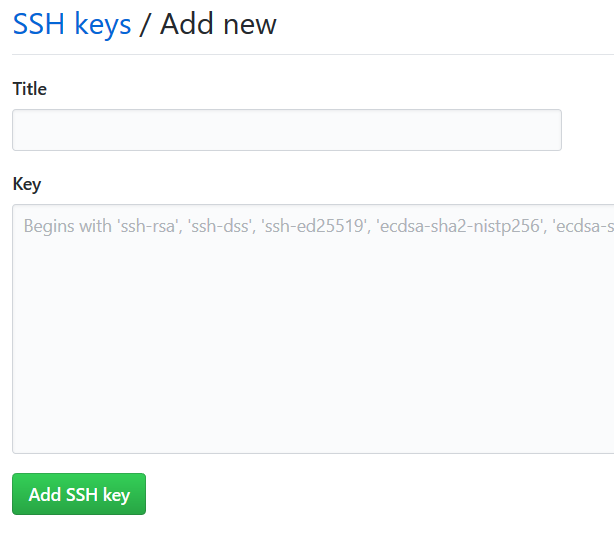 SSH keys / Add new
Title
Key
Begins with 'ssh-rsa', 'ssh-dss', 'ssh-ed25519', 'ecdsa-sha2-nistp256', 'ecdsa-s
Add SSH key